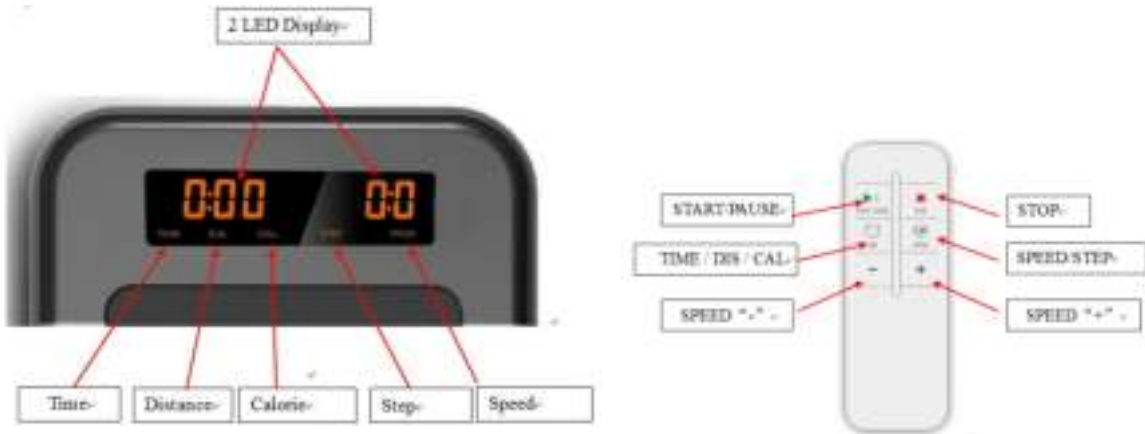 2 LED Display
0:00
0:0
Time
Distance
Calorie
Step
Speed
START/PAUSE
STOP
TIME / DIS / CAL
SPEED/STEP
SPEED “-”
SPEED “+”